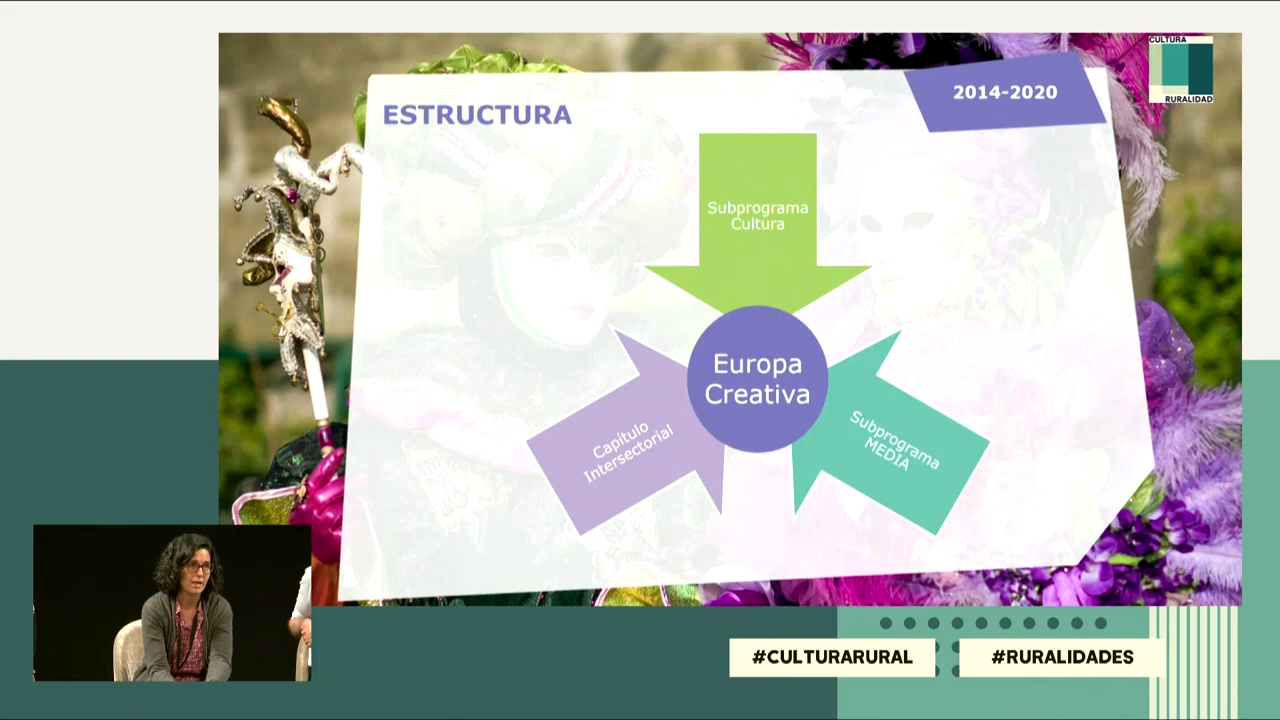 CULTURA
RURALIDAD
2014-2020
ESTRUCTURA
Subprograma
Cultura
Europa
Creativa
Capítulo
Intersectorial
Subprograma
MEDIA
#CULTURARURAL
#RURALIDADES